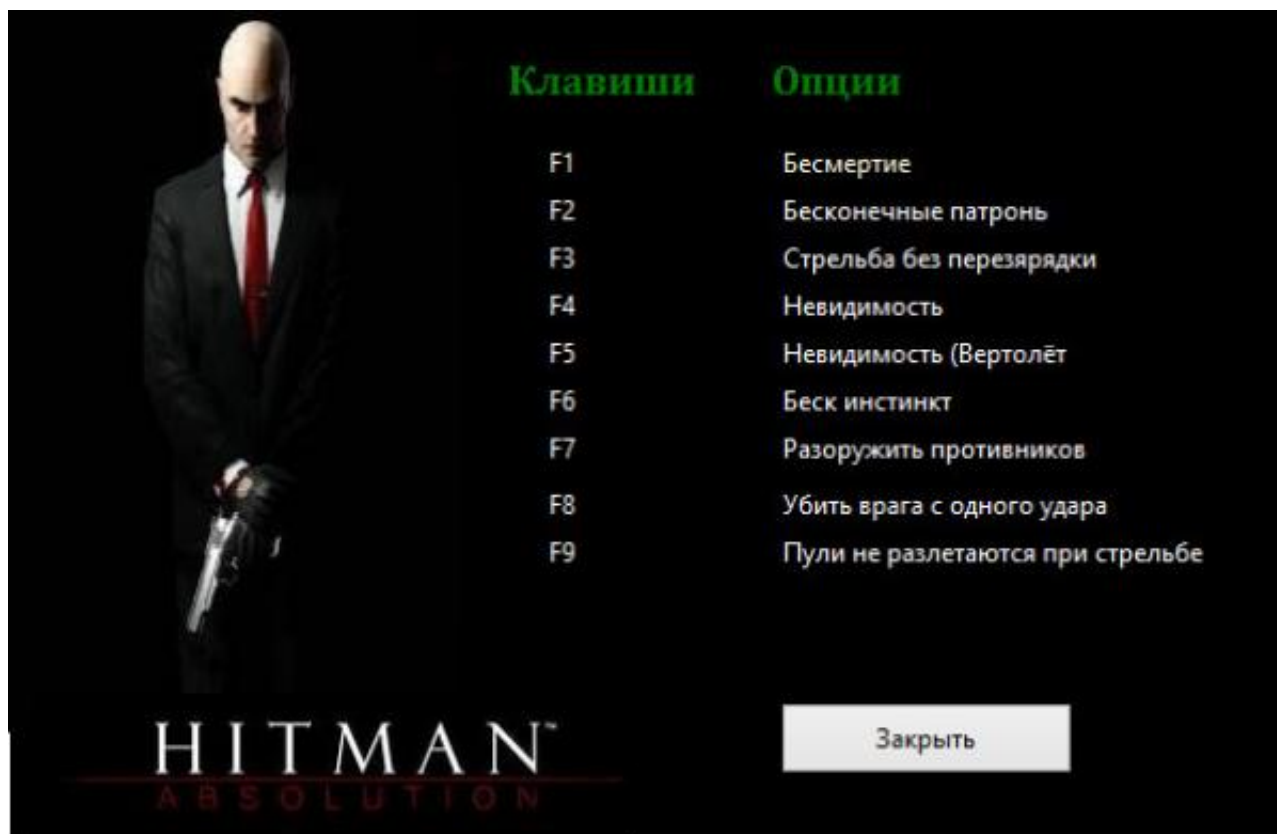 Клавиши Опции
F1 Бесмертие
F2 Бесконечные патронь
F3 Стрельба без перезярядки
F4 Невидимость
F5 Невидимость (Вертолёт
F6 Беск инстинкт
F7 Разоружить противников
F8 Убить врага с одного удара
F9 Пули не разлетаются при стрельбе
Закрыть
HITMAN™
ABSOLUTION